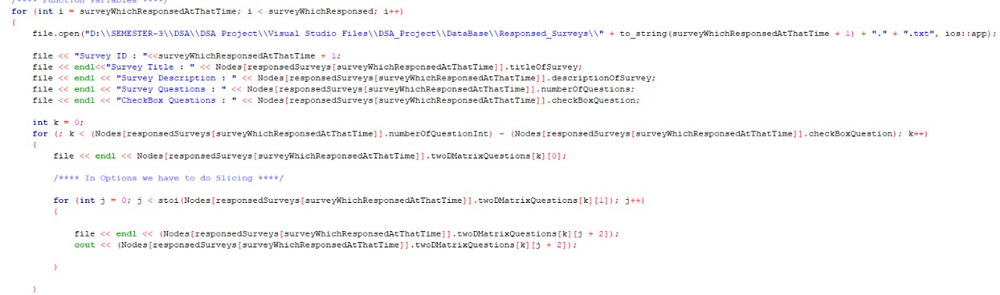 /**** Function Variables ****/
for (int i = surveyWhichResponsedAtThatTime; i < surveyWhichResponsed; i++)
{
file.open("D:\\SEMESTER-3\\DSA\\DSA Project\\Visual Studio Files\\DSA_Project\\DataBase\\Responsed_Surveys\\" + to_string(surveyWhichResponsedAtThatTime + 1) + "." + ".txt", ios::app);
file << "Survey ID : "<<surveyWhichResponsedAtThatTime + 1;
file << endl<<"Survey Title : " << Nodes[responsedSurveys[surveyWhichResponsedAtThatTime]].titleOfSurvey;
file << endl << "Survey Description : " << Nodes[responsedSurveys[surveyWhichResponsedAtThatTime]].descriptionOfSurvey;
file << endl << "Survey Questions : " << Nodes[responsedSurveys[surveyWhichResponsedAtThatTime]].numberOfQuestions;
file << endl << "CheckBox Questions : " << Nodes[responsedSurveys[surveyWhichResponsedAtThatTime]].checkBoxQuestion;
int k = 0;
for (; k < (Nodes[responsedSurveys[surveyWhichResponsedAtThatTime]].numberOfQuestionInt) - (Nodes[responsedSurveys[surveyWhichResponsedAtThatTime]].checkBoxQuestion); k++)
{
file << endl << Nodes[responsedSurveys[surveyWhichResponsedAtThatTime]].twoDMatrixQuestions[k][0];
/**** In Options we have to do Slicing ****/
for (int j = 0; j < stoi(Nodes[responsedSurveys[surveyWhichResponsedAtThatTime]].twoDMatrixQuestions[k][1]); j++)
{
file << endl << (Nodes[responsedSurveys[surveyWhichResponsedAtThatTime]].twoDMatrixQuestions[k][j + 2]);
cout << (Nodes[responsedSurveys[surveyWhichResponsedAtThatTime]].twoDMatrixQuestions[k][j + 2]);
}
}